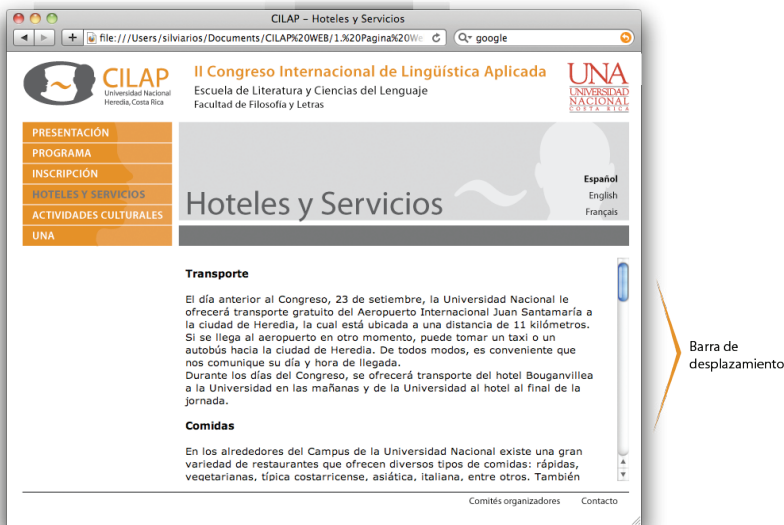 CILAP – Hoteles y Servicios
file:///Users/silviarios/Documents/CILAP%20WEB/1.%20Pagina%20We
google
CILAP
Universidad Nacional
Heredia, Costa Rica
II Congreso Internacional de Lingüística Aplicada
Escuela de Literatura y Ciencias del Lenguaje
Facultad de Filosofía y Letras
UNA
UNIVERSIDAD
NACIONAL
COSTA RICA
PRESENTACIÓN
PROGRAMA
INSCRIPCIÓN
HOTELES Y SERVICIOS
ACTIVIDADES CULTURALES
UNA
Hoteles y Servicios
Español
English
Français
Transporte
El día anterior al Congreso, 23 de setiembre, la Universidad Nacional le
ofrecerá transporte gratuito del Aeropuerto Internacional Juan Santamaría a
la ciudad de Heredia, la cual está ubicada a una distancia de 11 kilómetros.
Si se llega al aeropuerto en otro momento, puede tomar un taxi o un
autobús hacia la ciudad de Heredia. De todos modos, es conveniente que
nos comunique su día y hora de llegada.
Durante los días del Congreso, se ofrecerá transporte del hotel Bouganvillea
a la Universidad en las mañanas y de la Universidad al hotel al final de la
jornada.
Comidas
En los alrededores del Campus de la Universidad Nacional existe una gran
variedad de restaurantes que ofrecen diversos tipos de comidas: rápidas,
vegetarianas, típica costarricense, asiática, italiana, entre otros. También
Comités organizadores
Contacto
Barra de
desplazamiento